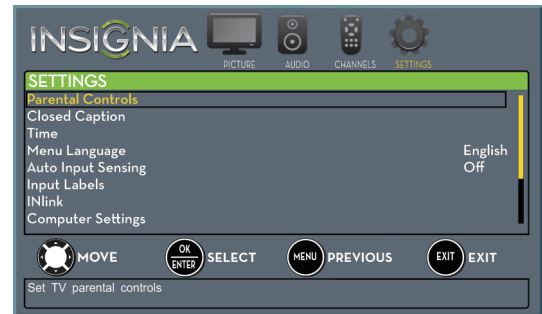 INSIGNIA
PICTURE AUDIO CHANNELS SETTINGS
SETTINGS
Parental Controls
Closed Caption
Time
Menu Language English
Auto Input Sensing Off
Input Labels
INlink
Computer Settings
MOVE OK ENTER SELECT MENU PREVIOUS EXIT EXIT
Set TV parental controls